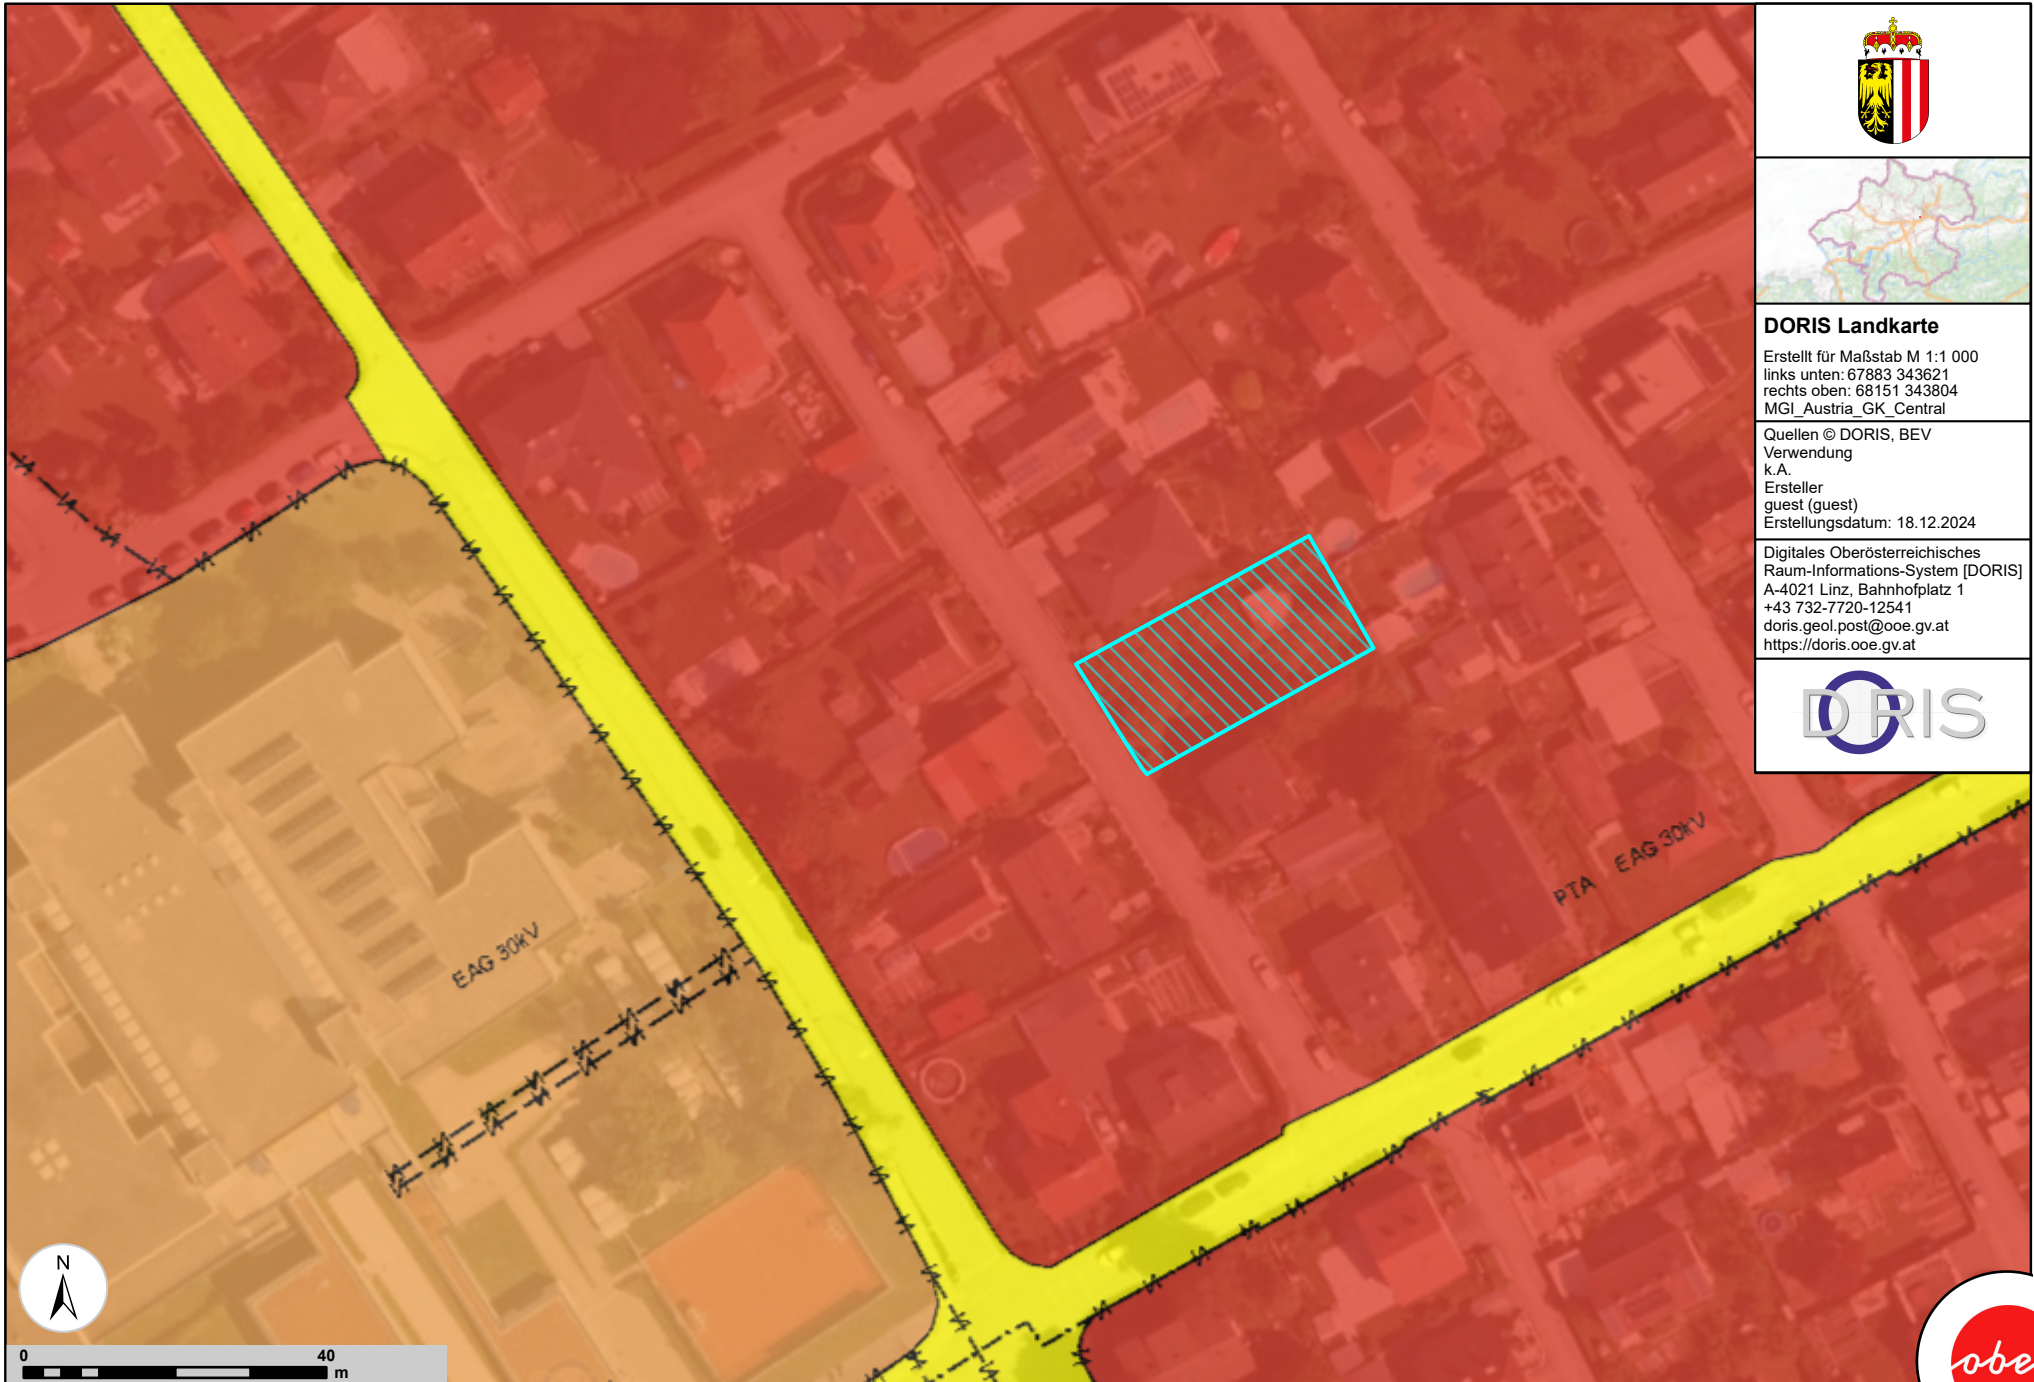 DORIS Landkarte
Erstellt für Maßstab M 1:1 000
links unten: 67883 343621
rechts oben: 68151 343804
MGI_Austria_GK_Central
Quellen © DORIS, BEV
Verwendung
k.A.
Ersteller
guest (guest)
Erstellungsdatum: 18.12.2024
Digitales Oberösterreichisches
Raum-Informations-System [DORIS]
A-4021 Linz, Bahnhofplatz 1
+43 732-7720-12541
doris.geol.post@ooe.gv.at
https://doris.ooe.gv.at
DORIS
PTA EAG 30kV
EAG 30kV
N
0 40
m
obe